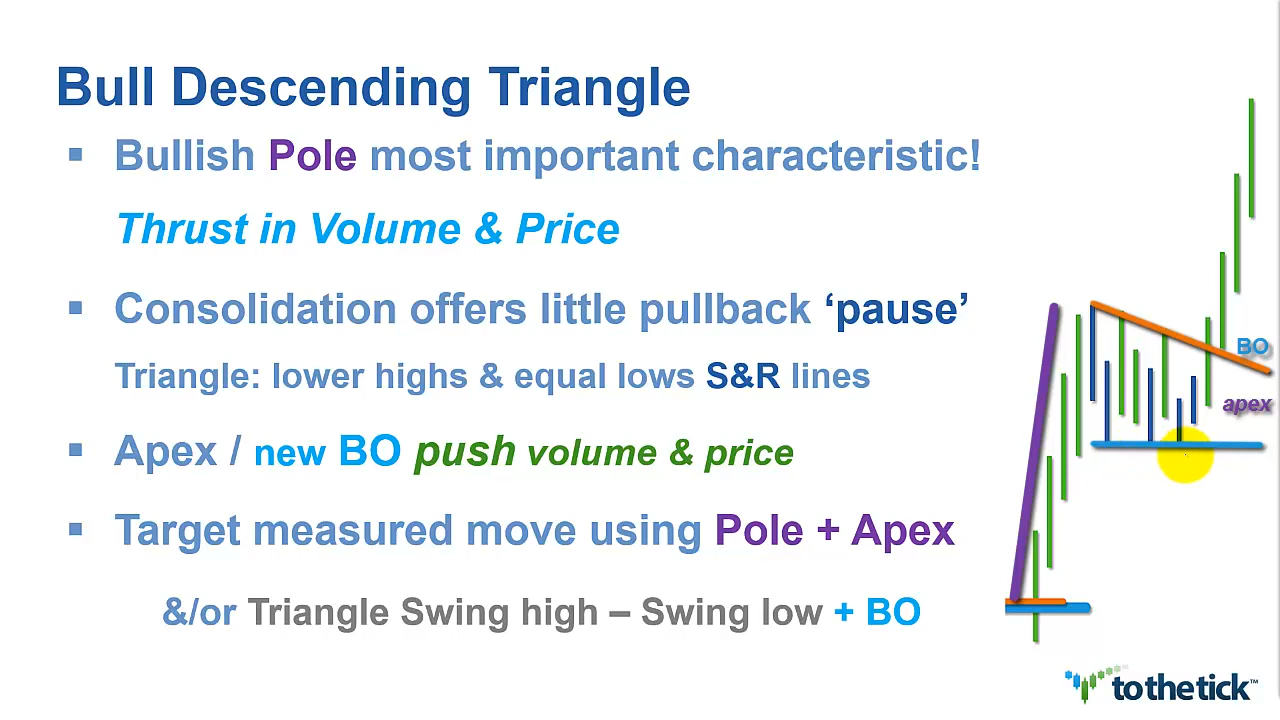 Bull Descending Triangle
▪ Bullish Pole most important characteristic!
Thrust in Volume & Price
▪ Consolidation offers little pullback ‘pause’
Triangle: lower highs & equal lows S&R lines
▪ Apex / new BO push volume & price
▪ Target measured move using Pole + Apex
&/or Triangle Swing high – Swing low + BO
BO
apex
tothetick™